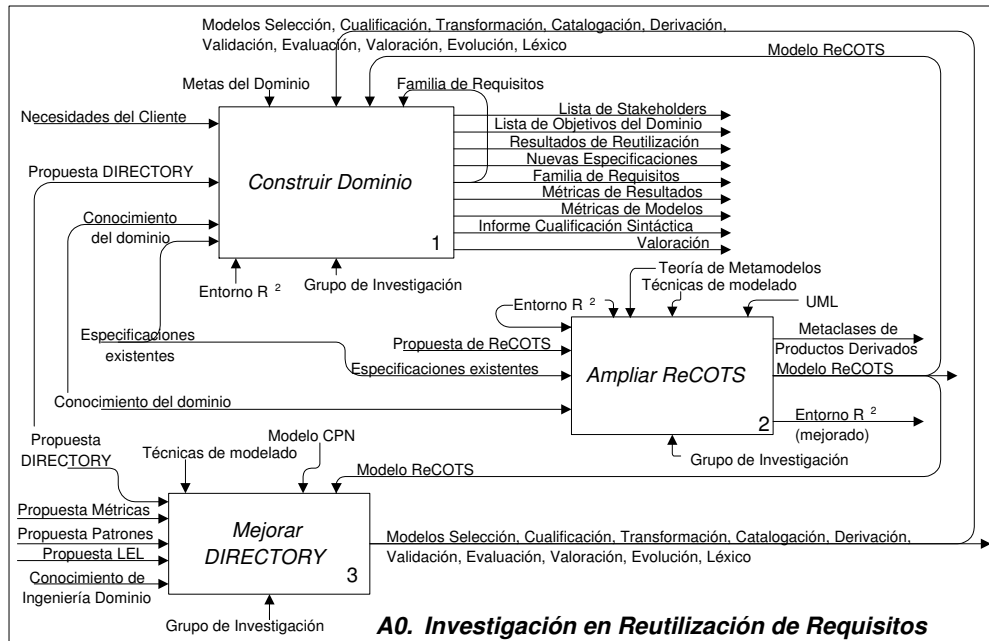 Modelos Selección, Cualificación, Transformación, Catalogación, Derivación,
Validación, Evaluación, Valoración, Evolución, Léxico
Modelo ReCOTS
Metas del Dominio
Familia de Requisitos
Necesidades del Cliente
Propuesta DIRECTORY
Conocimiento
del dominio
Construir Dominio
1
Lista de Stakeholders
Lista de Objetivos del Dominio
Resultados de Reutilización
Nuevas Especificaciones
Familia de Requisitos
Métricas de Resultados
Métricas de Modelos
Informe Cualificación Sintáctica
Valoración
Entorno R 2
Grupo de Investigación
Teoría de Metamodelos
Técnicas de modelado
Entorno R 2
UML
Especificaciones
existentes
Propuesta de ReCOTS
Especificaciones existentes
Conocimiento del dominio
Ampliar ReCOTS
2
Metaclases de
Productos Derivados
Modelo ReCOTS
Entorno R 2
(mejorado)
Grupo de Investigación
Propuesta
DIRECTORY
Técnicas de modelado
Modelo CPN
Modelo ReCOTS
Propuesta Métricas
Propuesta Patrones
Propuesta LEL
Conocimiento de
Ingeniería Dominio
Mejorar
DIRECTORY
3
Modelos Selección, Cualificación, Transformación, Catalogación, Derivación,
Validación, Evaluación, Valoración, Evolución, Léxico
Grupo de Investigación
A0. Investigación en Reutilización de Requisitos